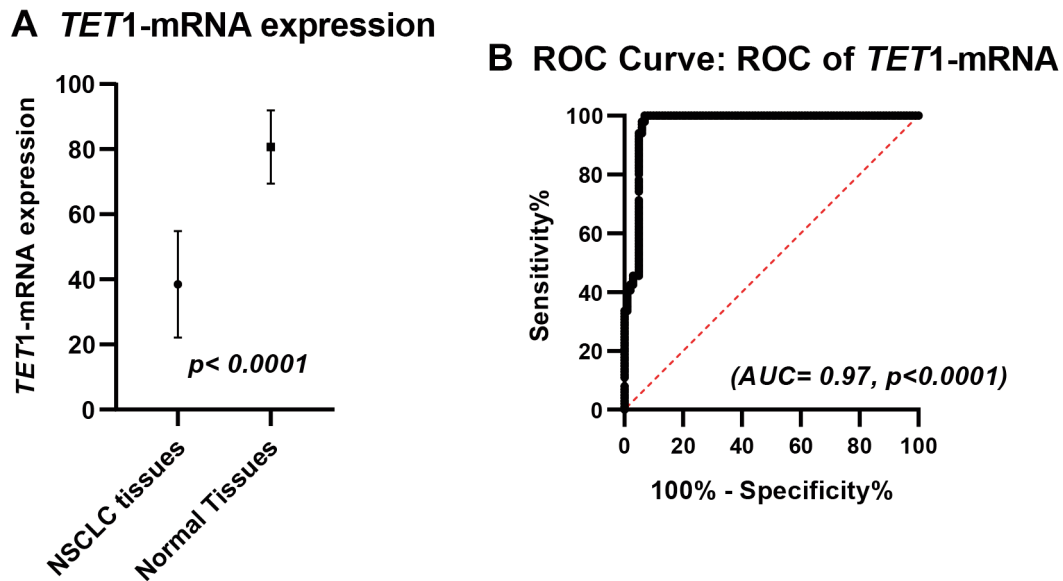 A TET1-mRNA expression
TET1-mRNA expression
100
80
60
40
20
0
p< 0.0001
NSCLC tissues
Normal Tissues
B ROC Curve: ROC of TET1-mRNA
Sensitivity%
100
80
60
40
20
0
(AUC= 0.97, p<0.0001)
0 20 40 60 80 100
100% - Specificity%